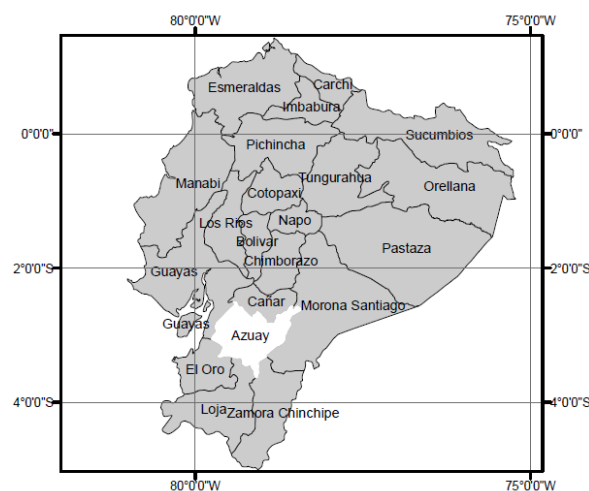 80°0'0"W 75°0'0"W
Esmeraldas
Carchi
Imbabura
0°0'0" Sucumbios 0°0'0"
Pichincha
Manabi
Tungurahua
Cotopaxi
Orellana
Los Rios
Napo
Bolivar
Pastaza
Chimborazo
2°0'0"S Guayas 2°0'0"S
Cañar
Morona Santiago
Guayas
Azuay
El Oro
4°0'0"S 4°0'0"S
Loja
Zamora Chinchipe
80°0'0"W 75°0'0"W